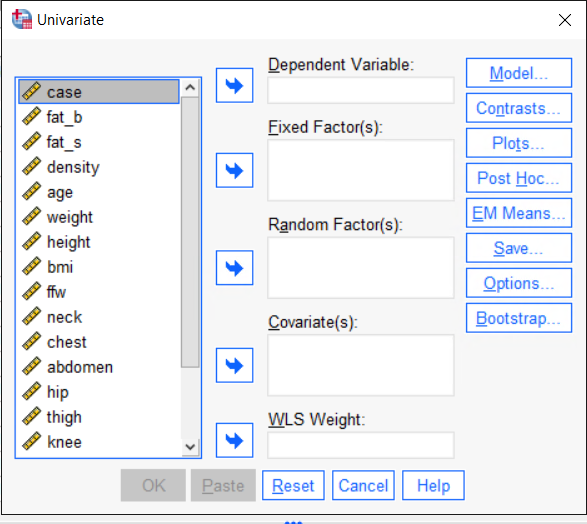 Univariate
case
fat_b
fat_s
density
age
weight
height
bmi
ffw
neck
chest
abdomen
hip
thigh
knee
Dependent Variable:
Fixed Factor(s):
Random Factor(s):
Covariate(s):
WLS Weight:
Model...
Contrasts...
Plots...
Post Hoc...
EM Means...
Save...
Options...
Bootstrap...
OK
Paste
Reset
Cancel
Help